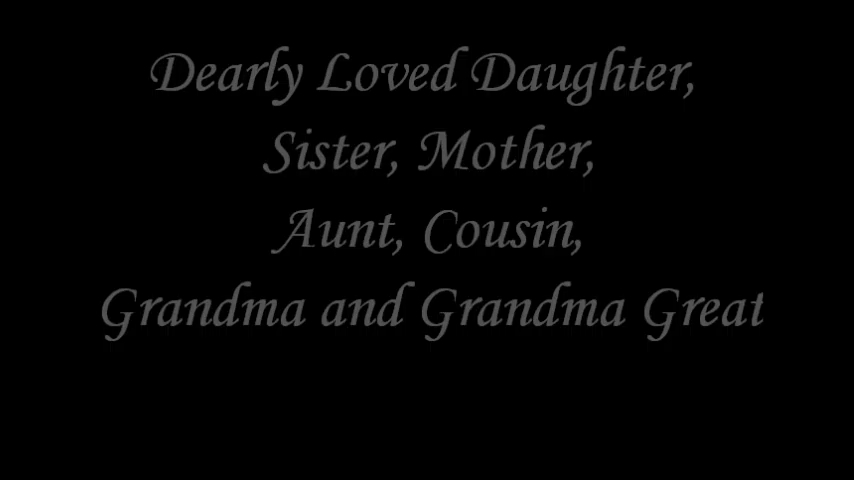 Dearly Loved Daughter,
Sister, Mother,
Aunt, Cousin,
Grandma and Grandma Great